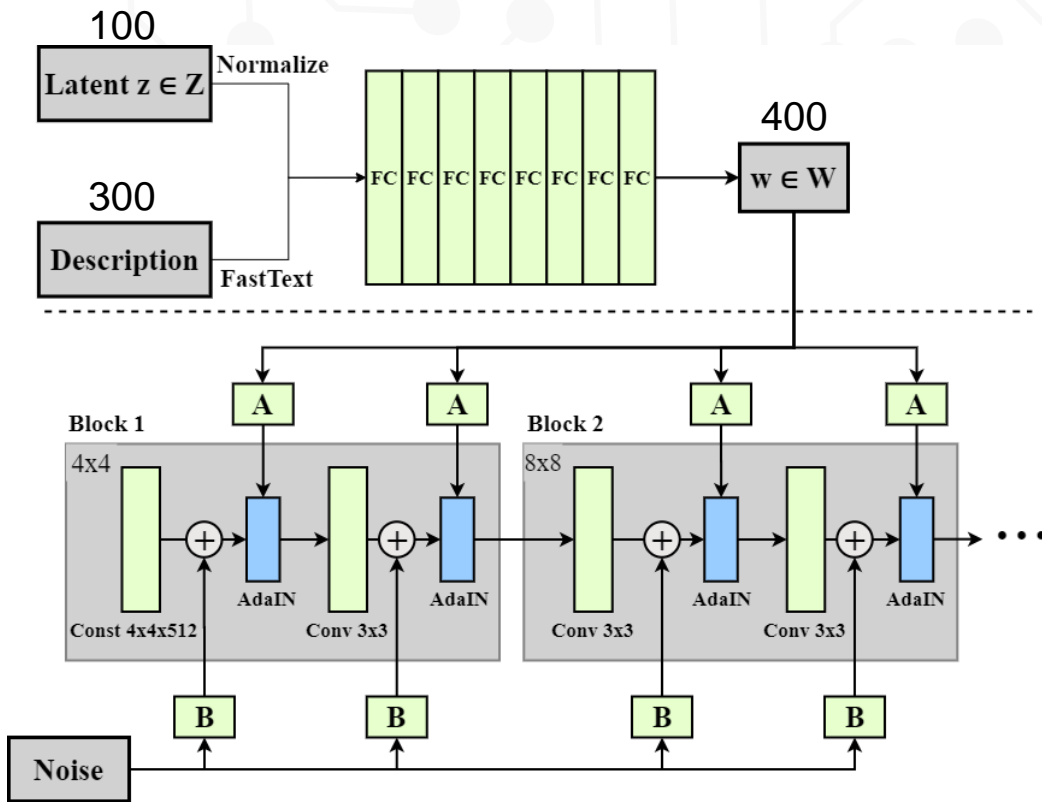 100
Latent z ∈ Z
Normalize
300
Description
FastText
FC FC FC FC FC FC FC FC
400
w ∈ W
A A A A
Block 1
Block 2
4x4
8x8
+ + + +
AdaIN AdaIN AdaIN AdaIN
Const 4x4x512 Conv 3x3 Conv 3x3 Conv 3x3
B B B B
Noise